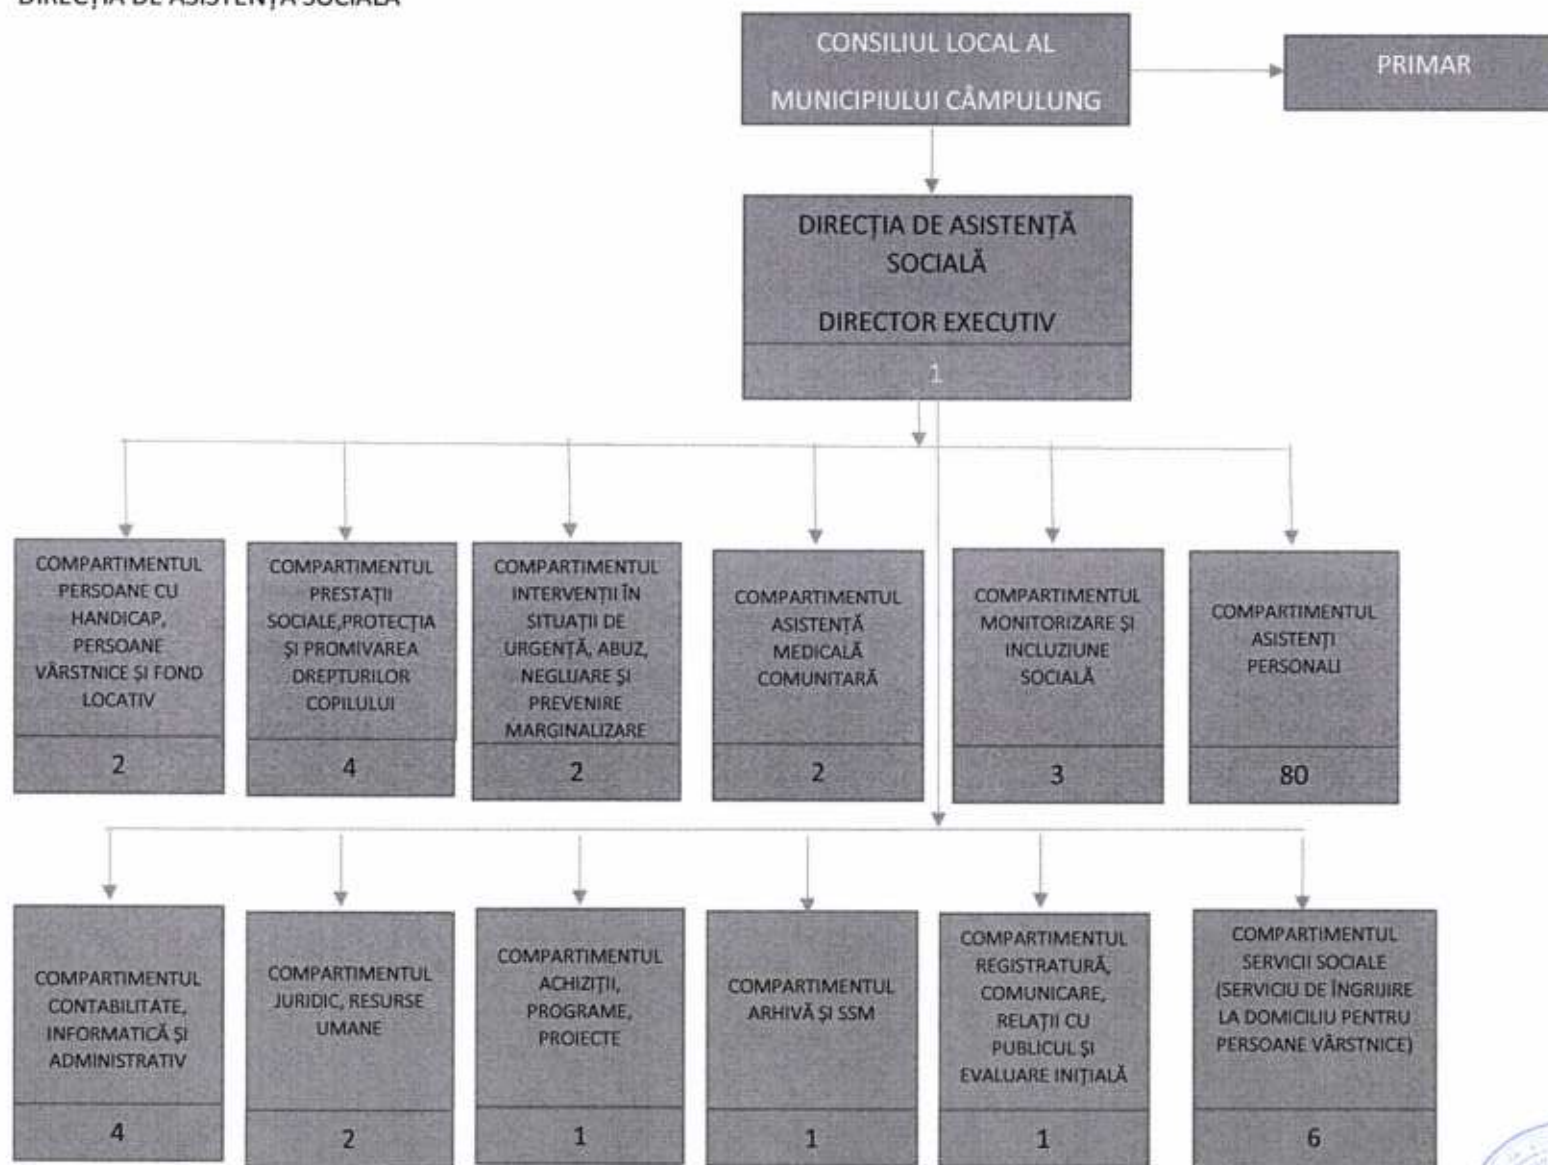 DIRECȚIA DE ASISTENȚĂ SOCIALĂ
CONSILIUL LOCAL AL
MUNICIPIULUI CÂMPULUNG
PRIMAR
DIRECȚIA DE ASISTENȚĂ
SOCIALĂ
DIRECTOR EXECUTIV
1
COMPARTIMENTUL
PERSOANE CU
HANDICAP,
PERSOANE
VÂRSTNICE ȘI FOND
LOCATIV
2
COMPARTIMENTUL
PRESTAȚII
SOCIALE,PROTECȚIA
ȘI PROMIVAREA
DREPTURILOR
COPILULUI
4
COMPARTIMENTUL
INTERVENȚII ÎN
SITUAȚII DE
URGENȚĂ, ABUZ,
NEGLIJARE ȘI
PREVENIRE
MARGINALIZARE
2
COMPARTIMENTUL
ASISTENȚĂ
MEDICALĂ
COMUNITARĂ
2
COMPARTIMENTUL
MONITORIZARE ȘI
INCLUZIUNE
SOCIALĂ
3
COMPARTIMENTUL
ASISTENȚI
PERSONALI
80
COMPARTIMENTUL
CONTABILITATE,
INFORMATICĂ ȘI
ADMINISTRATIV
4
COMPARTIMENTUL
JURIDIC, RESURSE
UMANE
2
COMPARTIMENTUL
ACHIZIȚII,
PROGRAME,
PROIECTE
1
COMPARTIMENTUL
ARHIVĂ ȘI SSM
1
COMPARTIMENTUL
REGISTRATURĂ,
COMUNICARE,
RELAȚII CU
PUBLICUL ȘI
EVALUARE INIȚIALĂ
1
COMPARTIMENTUL
SERVICII SOCIALE
(SERVICIU DE ÎNGRIJIRE
LA DOMICILIU PENTRU
PERSOANE VÂRSTNICE)
6